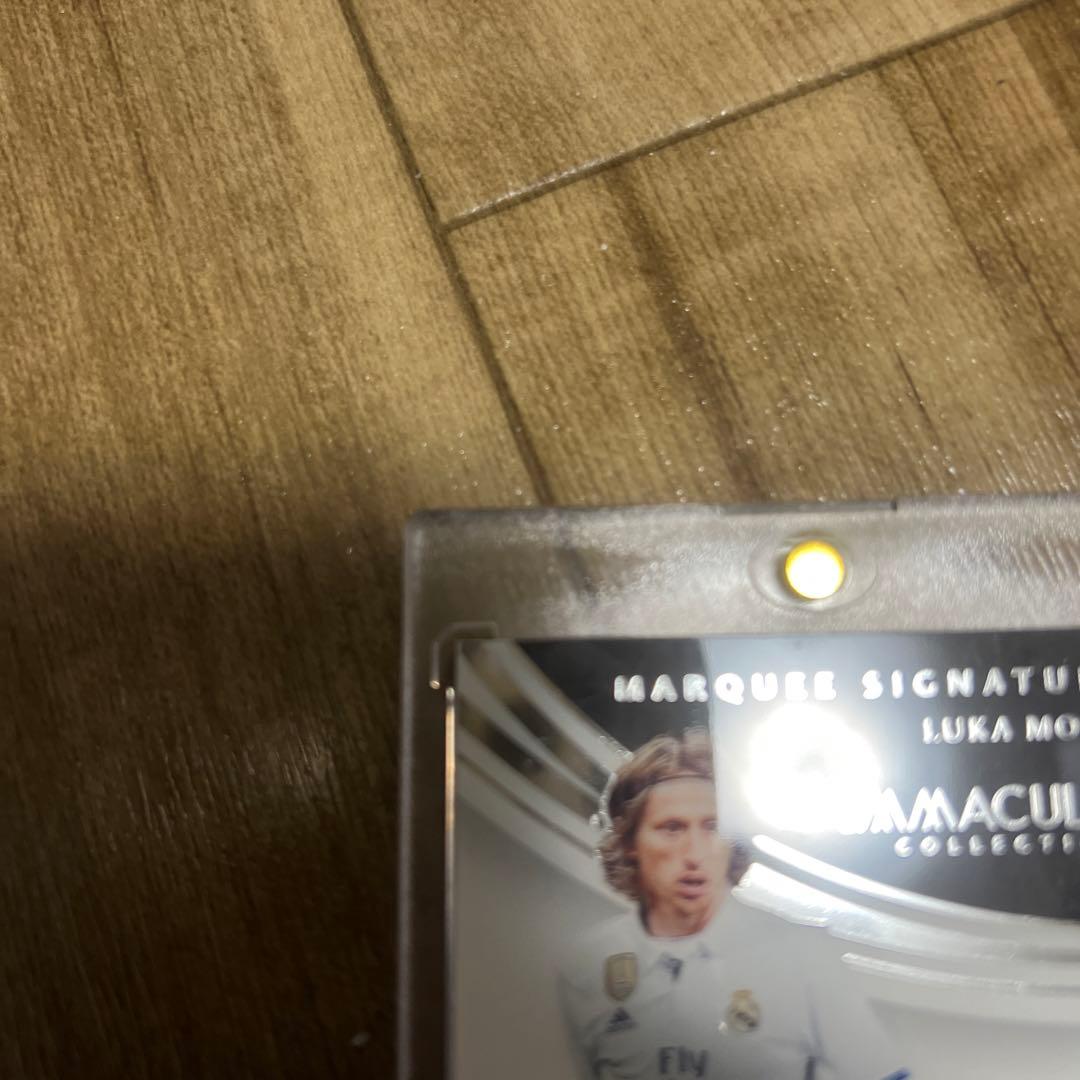 MARQUEE SIGNATU
LUKA MO
MMACUL
COLLECTI
Fly